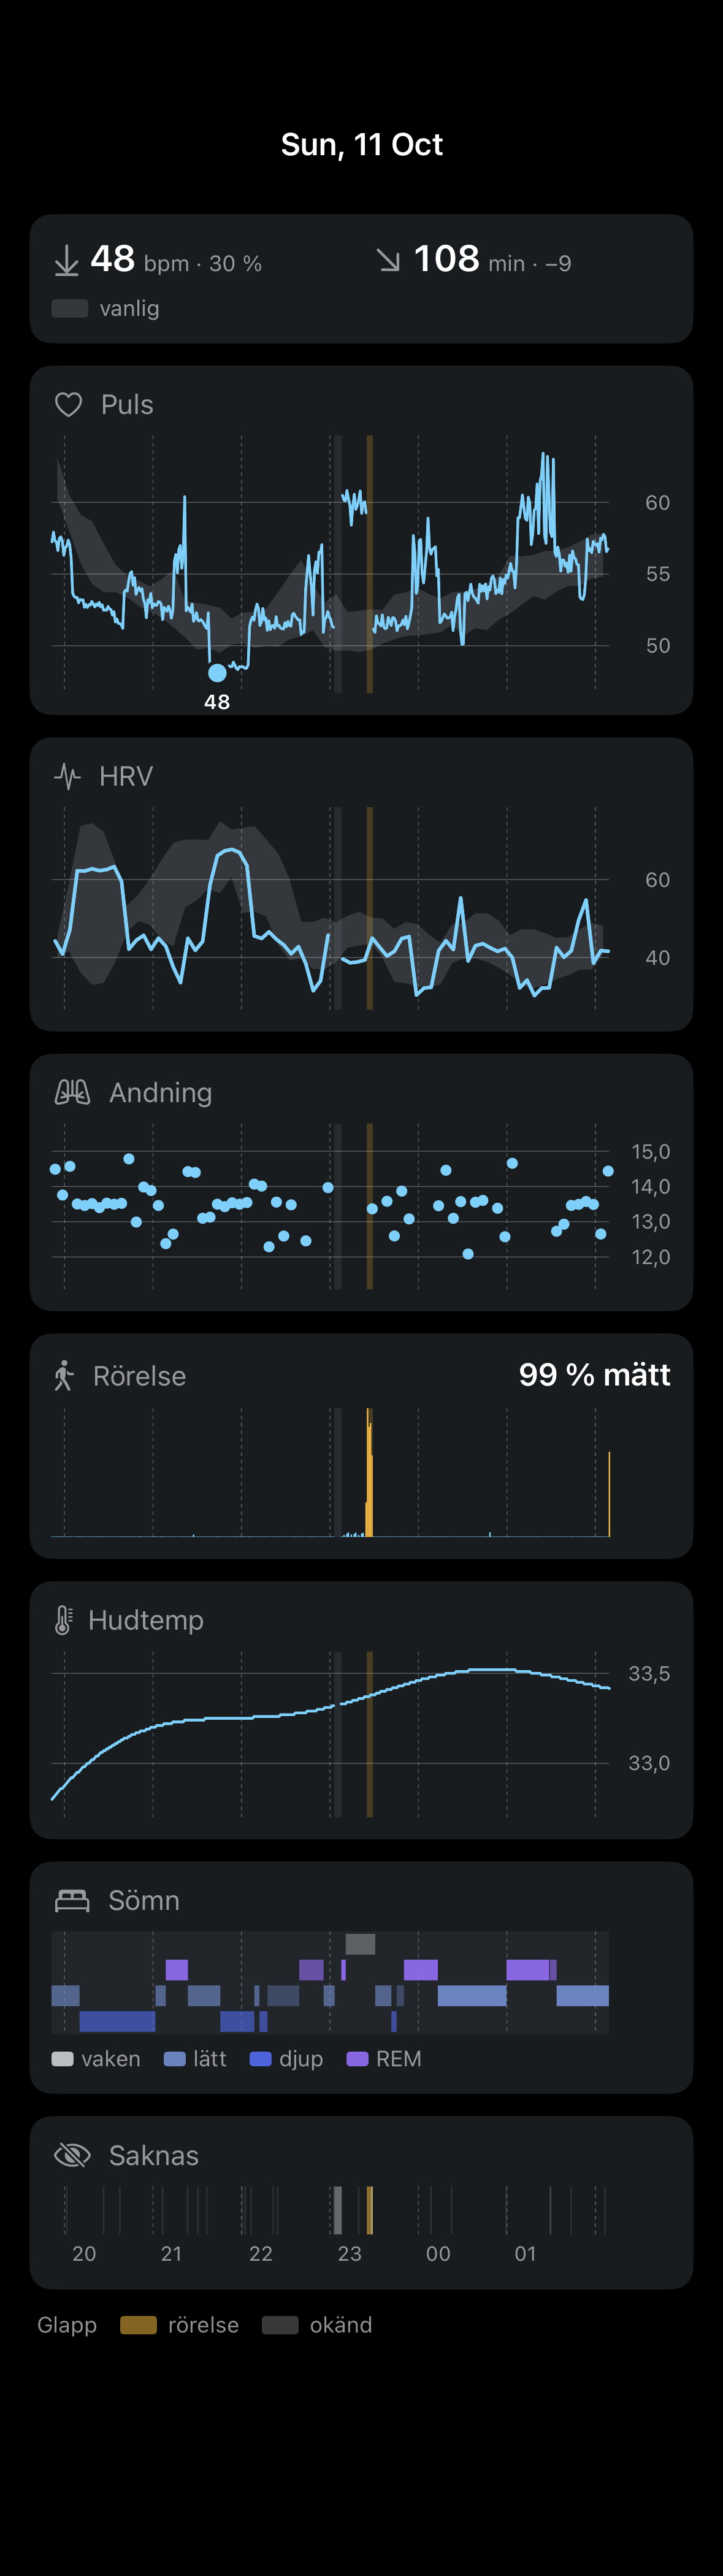 Sun, 11 Oct
48 bpm · 30 %
108 min · −9
vanlig
Puls
60
55
50
48
HRV
60
40
Andning
15,0
14,0
13,0
12,0
Rörelse
99 % mätt
Hudtemp
33,5
33,0
Sömn
vaken lätt djup REM
Saknas
20 21 22 23 00 01
Glapp rörelse okänd